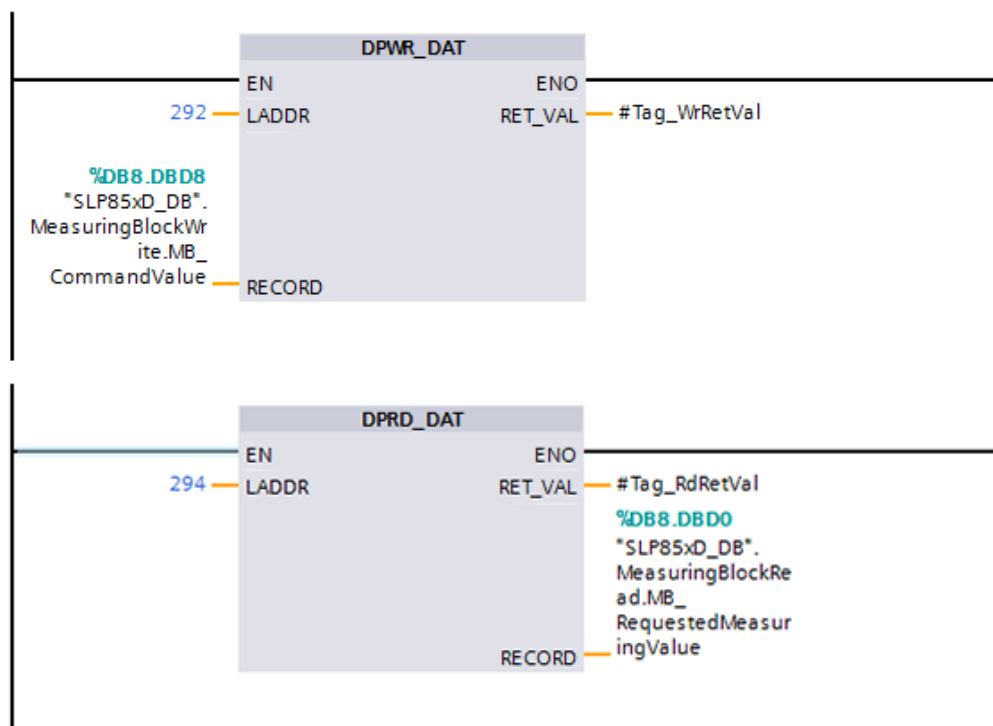 DPWR_DAT
EN
ENO
292
LADDR
RET_VAL
#Tag_WrRetVal
%DB8.DBD8
"SLP85xD_DB".
MeasuringBlockWr
ite.MB_
CommandValue
RECORD
DPRD_DAT
EN
ENO
294
LADDR
RET_VAL
#Tag_RdRetVal
%DB8.DBD0
"SLP85xD_DB".
MeasuringBlockRe
ad.MB_
RequestedMeasur
ingValue
RECORD